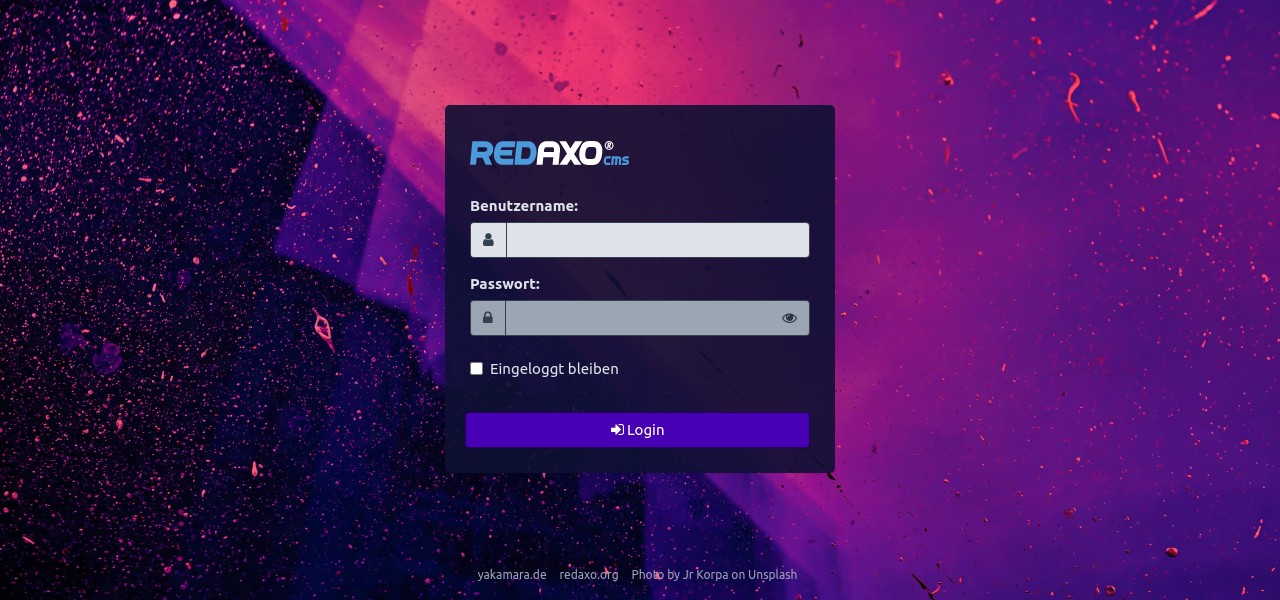 REDAXO® cms
Benutzername:
Passwort:
Eingeloggt bleiben
Login
yakamara.de redaxo.org Photo by Jr Korpa on Unsplash